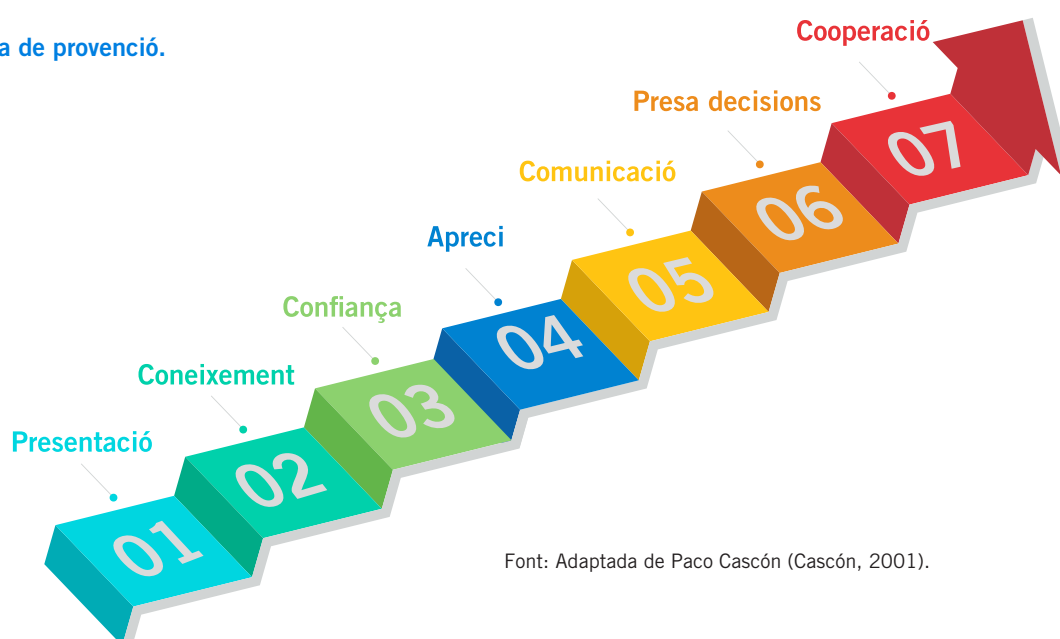 a de provenció.
Cooperació
Presa decisions
Comunicació
Apreci
Confiança
Coneixement
Presentació
07
06
05
04
03
02
01
Font: Adaptada de Paco Cascón (Cascón, 2001).